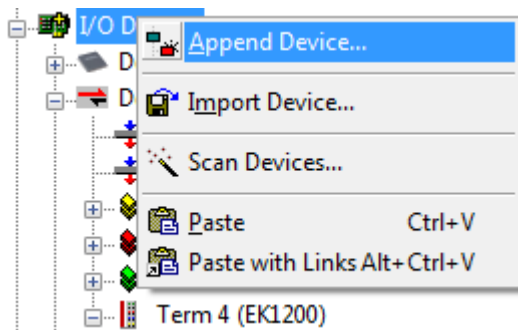 I/O D
Append Device...
D
Import Device...
D
Scan Devices...
Paste Ctrl+V
Paste with Links Alt+Ctrl+V
Term 4 (EK1200)